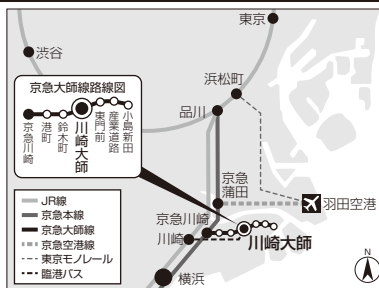 東京
渋谷
浜松町
京急大師線路線図
品川
京急川崎
港町
鈴木町
川崎大師
東門前
産業道路
小島新田
京急
蒲田
羽田空港
京急川崎
川崎
川崎大師
横浜
JR線
京急本線
京急大師線
京急空港線
東京モノレール
臨港バス
N